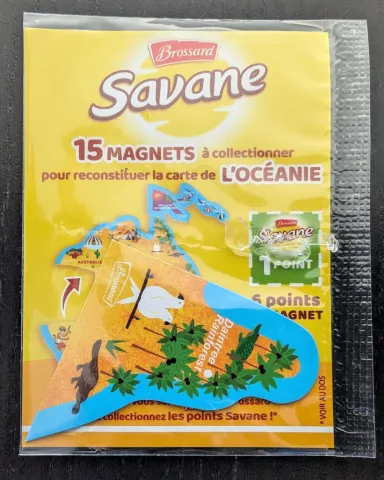 Brossard
Savane
15 MAGNETS à collectionner
pour reconstituer la carte de L'OCÉANIE
AUSTRALIE
Brossard
Savane
1 POINT
6 points
MAGNET
Brossard
Daintree
Rainforest
collectionnez les points Savane !*
*VOIR AU DOS